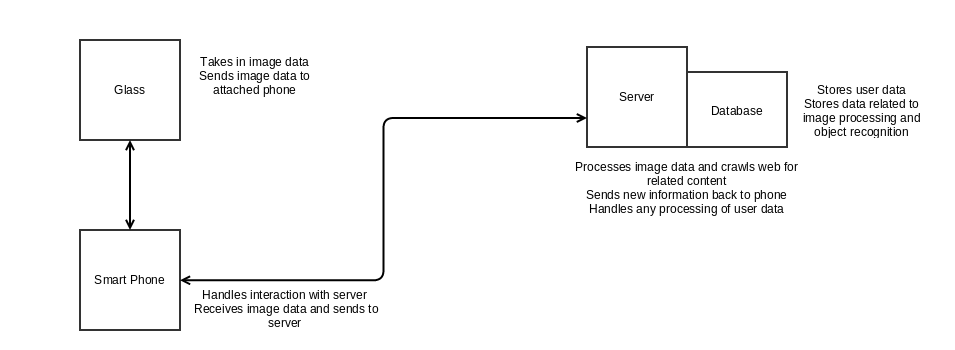 Glass
Takes in image data
Sends image data to
attached phone
Server
Database
Stores user data
Stores data related to
image processing and
object recognition
Processes image data and crawls web for
related content
Sends new information back to phone
Handles any processing of user data
Smart Phone
Handles interaction with server
Receives image data and sends to
server